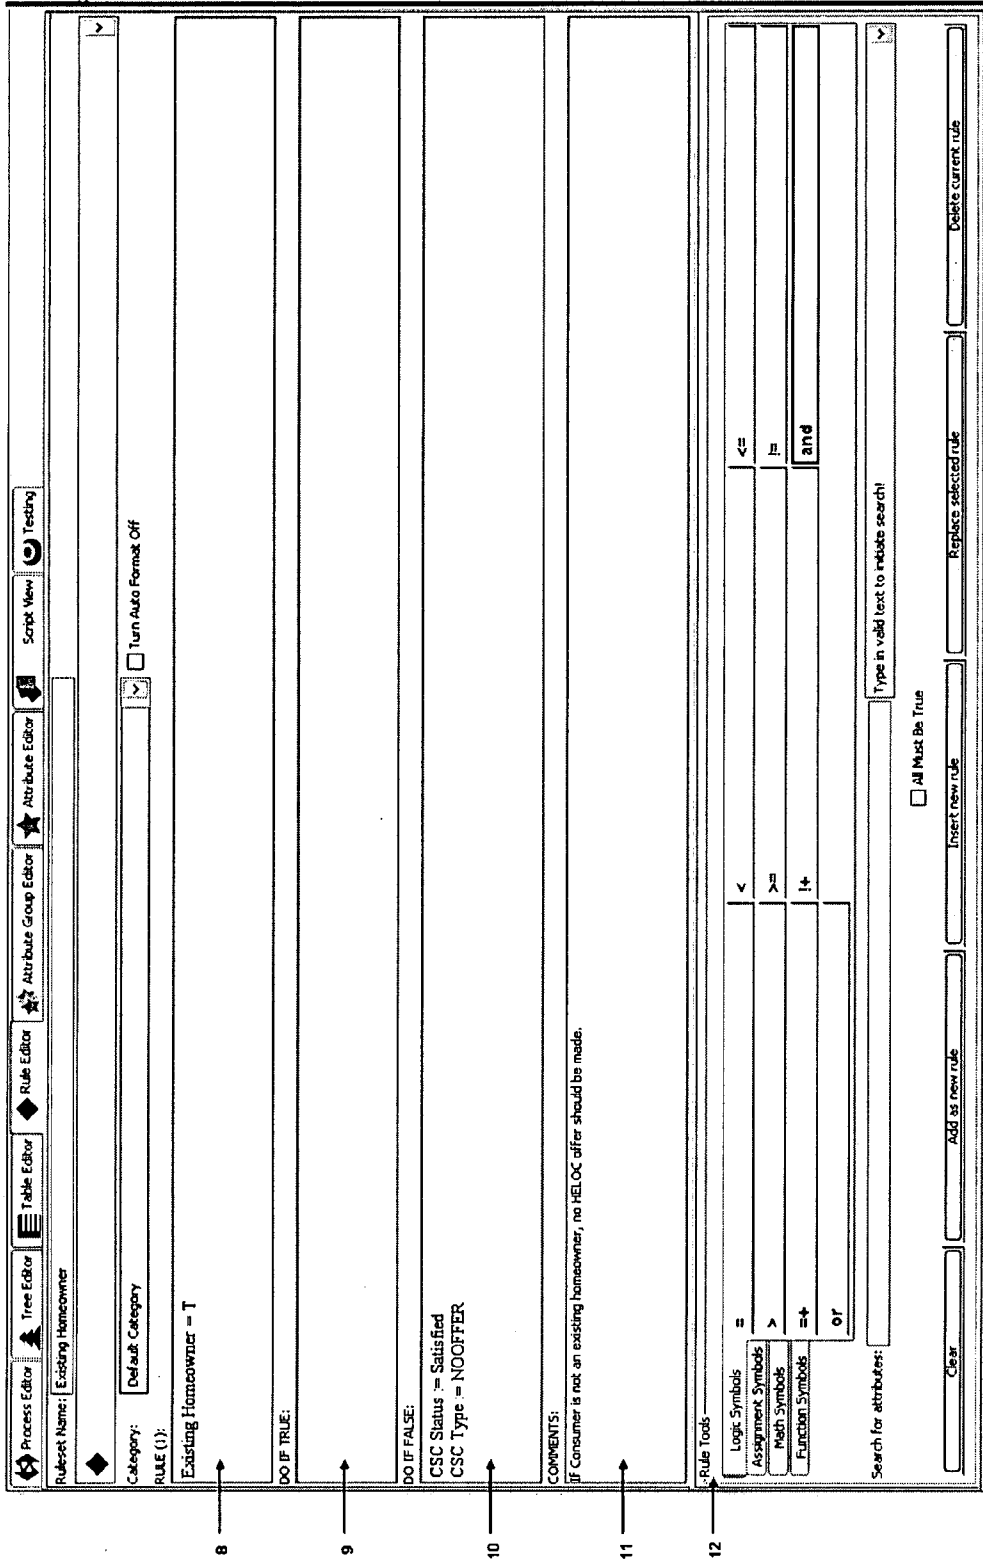 Process Editor Tree Editor Table Editor Rule Editor Attribute Group Editor Attribute Editor Script View Testing
Ruleset Name: Existing Homeowner
Category: Default Category Turn Auto Format Off
RULE (1):
Existing Homeowner = T
8
DO IF TRUE:
9
DO IF FALSE:
CSC Status := Satisfied
CSC Type := NOOFFER
10
COMMENTS:
If Consumer is not an existing homeowner, no HELOC offer should be made.
11
12
Rule Tools
Logic Symbols = < <=
Assignment Symbols > >= !=
Math Symbols =+ !+ and
Function Symbols or
Search for attributes: Type in valid text to initiate search!
All Must Be True
Clear Add as new rule Insert new rule Replace selected rule Delete current rule